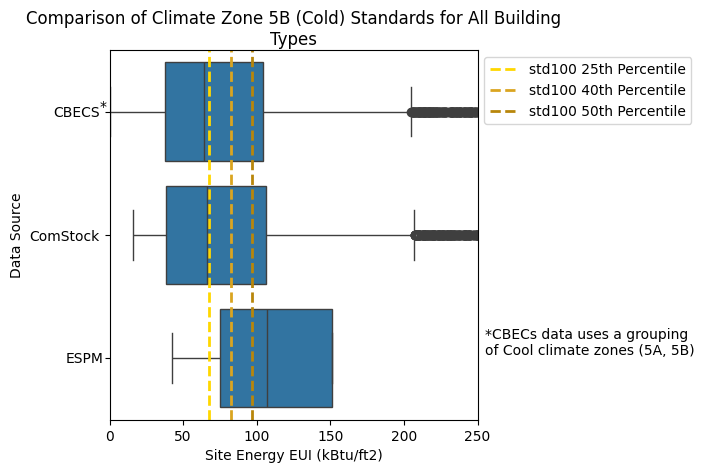 Comparison of Climate Zone 5B (Cold) Standards for All Building
Types
std100 25th Percentile
std100 40th Percentile
std100 50th Percentile
CBECS*
ComStock
ESPM
Data Source
*CBECs data uses a grouping
of Cool climate zones (5A, 5B)
0 50 100 150 200 250
Site Energy EUI (kBtu/ft2)